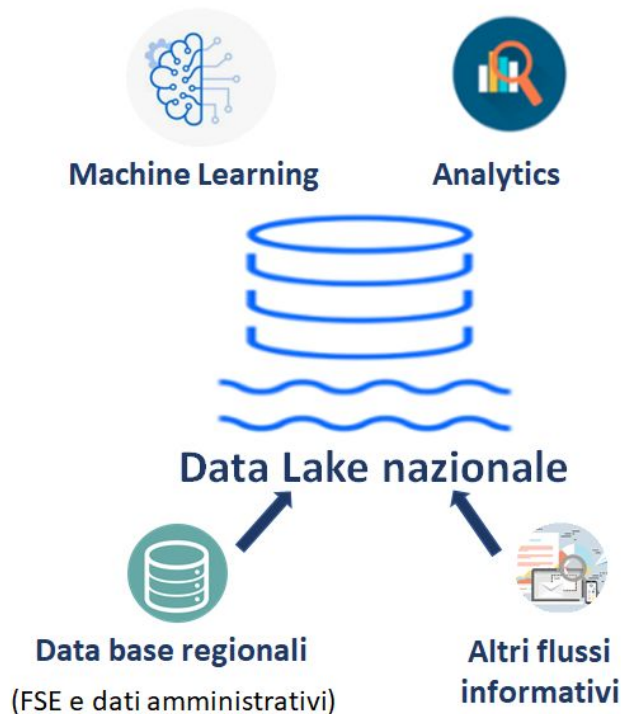 Machine Learning
Analytics
Data Lake nazionale
Data base regionali
(FSE e dati amministrativi)
Altri flussi
informativi